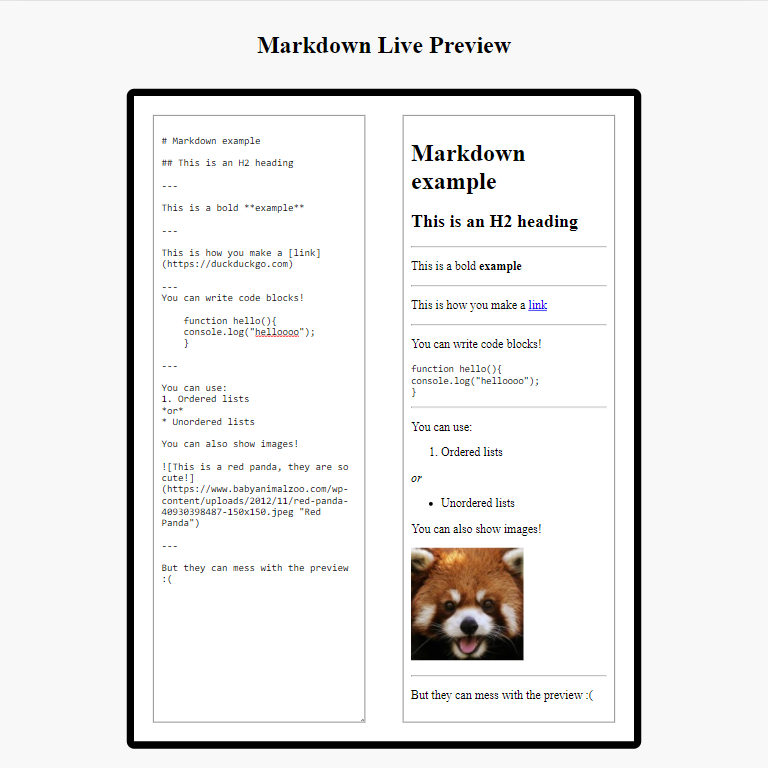 Markdown Live Preview
# Markdown example
## This is an H2 heading
---
This is a bold **example**
---
This is how you make a [link]
(https://duckduckgo.com)
---
You can write code blocks!
function hello(){
console.log("helloooo");
}
---
You can use:
1. Ordered lists
*or*
* Unordered lists
You can also show images!
![This is a red panda, they are so
cute!]
(https://www.babyanimalzoo.com/wp-
content/uploads/2012/11/red-panda-
40930398487-150x150.jpeg "Red
Panda")
---
But they can mess with the preview
:(
Markdown
example
This is an H2 heading
This is a bold example
This is how you make a link
You can write code blocks!
function hello(){
console.log("helloooo");
}
You can use:
1. Ordered lists
or
• Unordered lists
You can also show images!
But they can mess with the preview :(